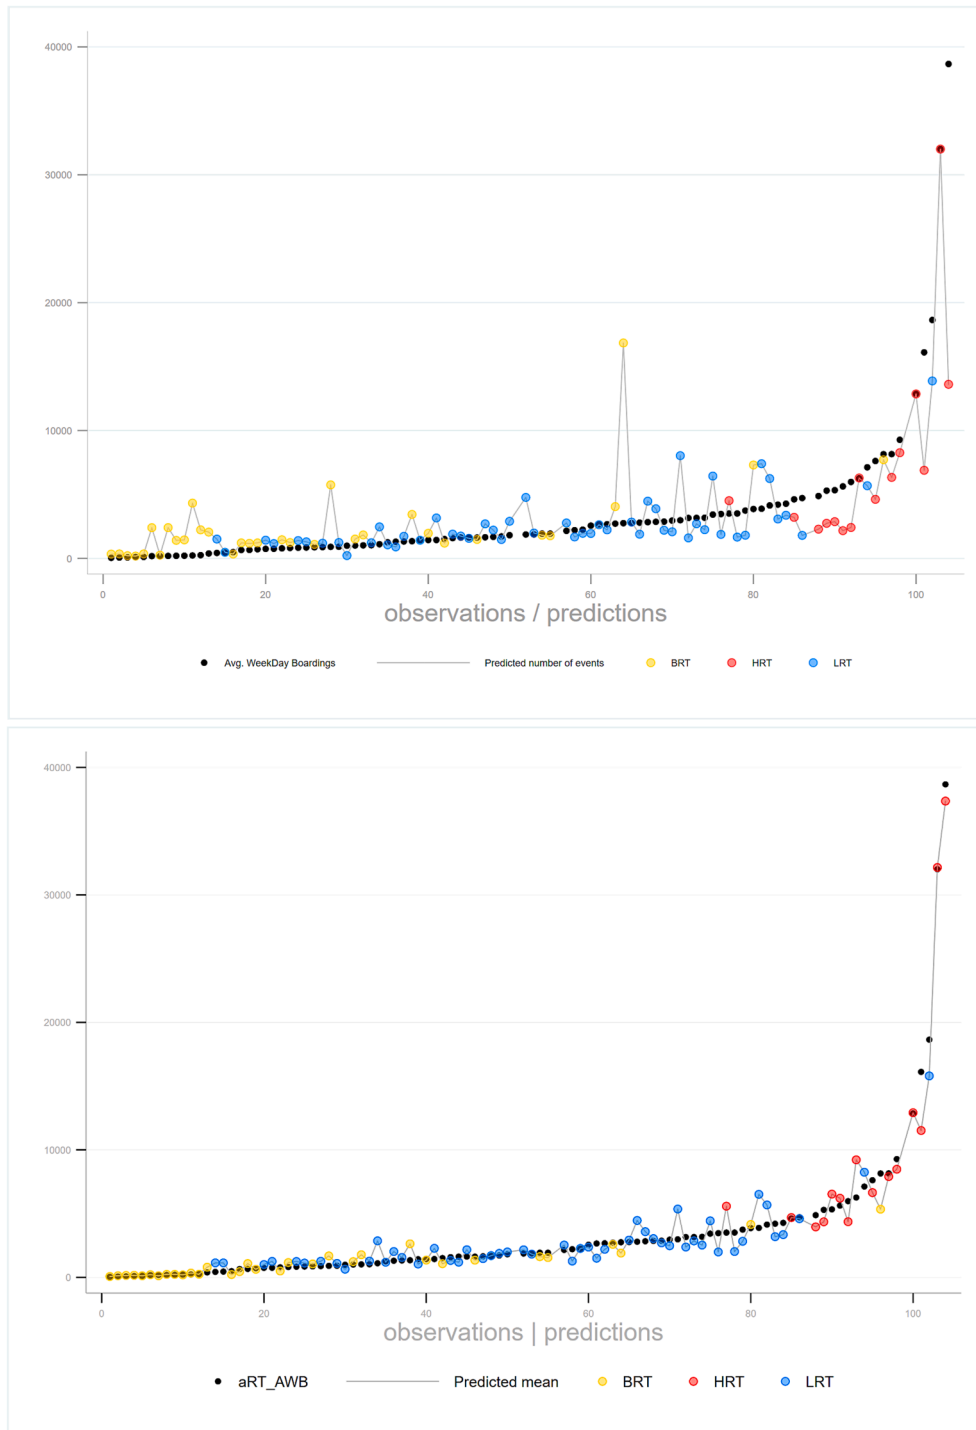 40000
30000
20000
10000
0
0 20 40 60 80 100
observations / predictions
Avg. WeekDay Boardings Predicted number of events BRT HRT LRT
40000
30000
20000
10000
0
0 20 40 60 80 100
observations | predictions
aRT_AWB Predicted mean BRT HRT LRT